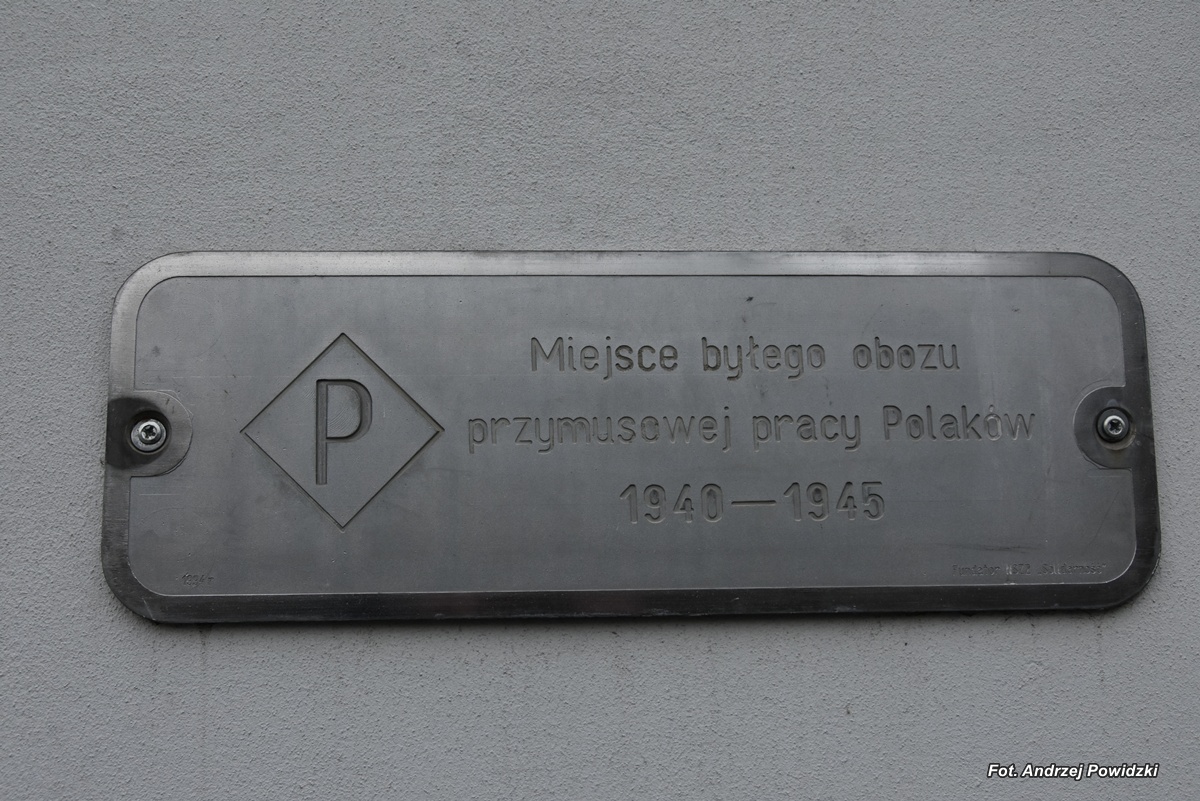 P
Miejsce byłego obozu
przymusowej pracy Polaków
1940—1945
Fot. Andrzej Powidzki